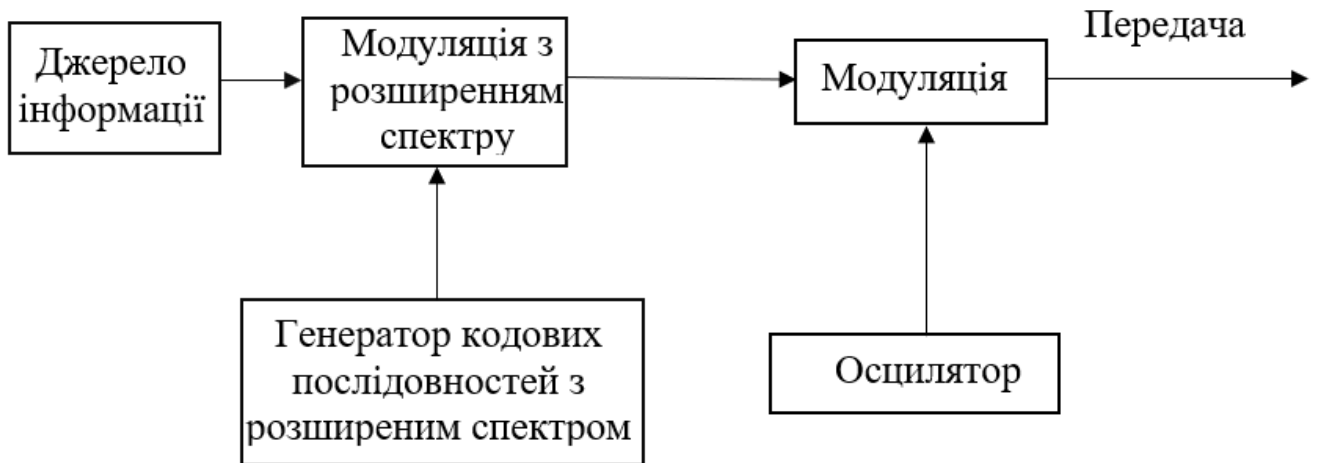 Джерело
інформації
Модуляція з
розширенням
спектру
Модуляція
Передача
Генератор кодових
послідовностей з
розширеним спектром
Осцилятор